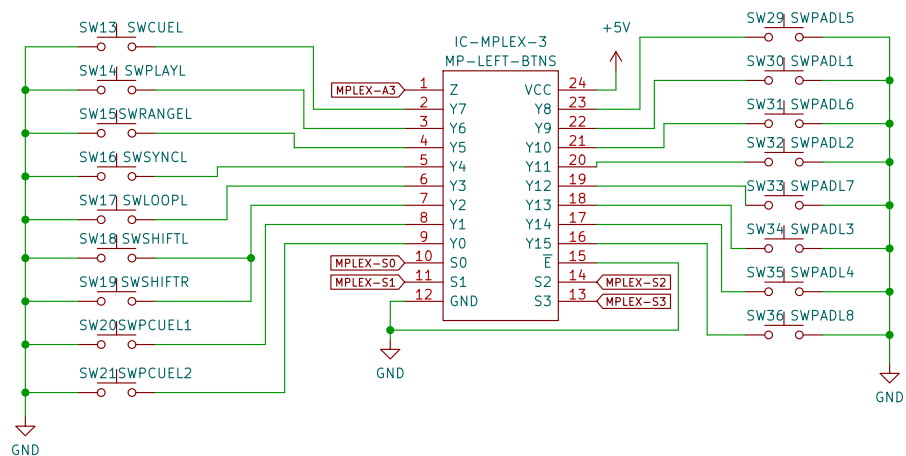 SW13 SWCUEL
SW14 SWPLAYL
SW15 SWRANGEL
SW16 SWSYNCL
SW17 SWLOOPL
SW18 SWSHIFTL
SW19 SWSHIFTR
SW20 SWPCUEL1
SW21 SWPCUEL2
GND
IC-MPLEX-3
MP-LEFT-BTNS
+5V
MPLEX-A3 1 Z VCC 24
2 Y7 Y8 23
3 Y6 Y9 22
4 Y5 Y10 21
5 Y4 Y11 20
6 Y3 Y12 19
7 Y2 Y13 18
8 Y1 Y14 17
9 Y0 Y15 16
MPLEX-S0 10 S0 E 15
MPLEX-S1 11 S1 S2 14 MPLEX-S2
12 GND S3 13 MPLEX-S3
GND
SW29 SWPADL5
SW30 SWPADL1
SW31 SWPADL6
SW32 SWPADL2
SW33 SWPADL7
SW34 SWPADL3
SW35 SWPADL4
SW36 SWPADL8
GND